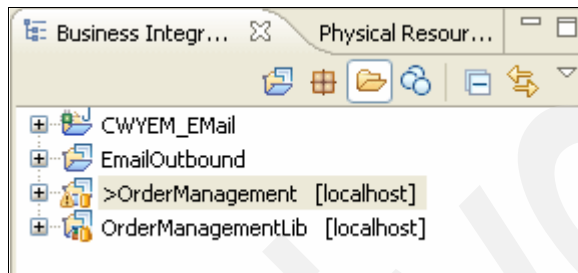 Business Integr... Physical Resour...
CWYEM_EMail
EmailOutbound
>OrderManagement [localhost]
OrderManagementLib [localhost]